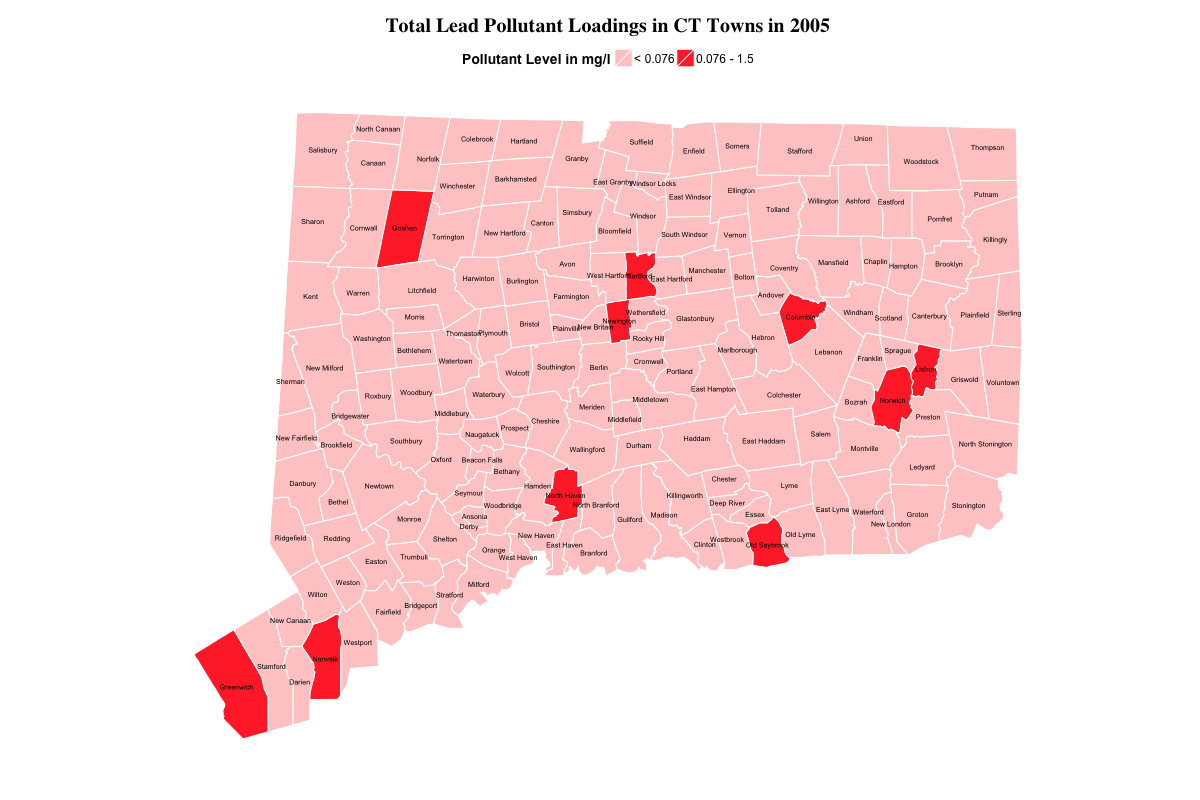 Total Lead Pollutant Loadings in CT Towns in 2005
Pollutant Level in mg/l < 0.076 0.076 - 1.5
North Canaan
Colebrook
Hartland
Suffield
Union
Salisbury
Canaan
Norfolk
Granby
Enfield
Somers
Stafford
Woodstock
Thompson
Winchester
Barkhamsted
East Granby
Windsor Locks
East Windsor
Ellington
Putnam
Sharon
Cornwall
Goshen
Torrington
New Hartford
Canton
Simsbury
Bloomfield
Windsor
South Windsor
Vernon
Tolland
Willington
Ashford
Eastford
Pomfret
Killingly
Kent
Warren
Litchfield
Harwinton
Burlington
Avon
West Hartford
Hartford
East Hartford
Manchester
Bolton
Coventry
Mansfield
Chaplin
Hampton
Brooklyn
Morris
Farmington
Andover
Columbia
Washington
Bethlehem
Thomaston
Plymouth
Bristol
Plainville
New Britain
Newington
Wethersfield
Glastonbury
Hebron
Windham
Scotland
Canterbury
Plainfield
Sterling
New Milford
Watertown
Wolcott
Southington
Berlin
Rocky Hill
Cromwell
Portland
Marlborough
Lebanon
Franklin
Sprague
Lisbon
Griswold
Voluntown
Sherman
Roxbury
Woodbury
Waterbury
Meriden
Middletown
East Hampton
Colchester
Bozrah
Norwich
Preston
Bridgewater
Middlebury
Prospect
Cheshire
Middlefield
New Fairfield
Brookfield
Southbury
Naugatuck
Wallingford
Durham
Haddam
East Haddam
Salem
Montville
North Stonington
Oxford
Beacon Falls
Bethany
Ledyard
Danbury
Bethel
Newtown
Seymour
Woodbridge
Hamden
North Haven
North Branford
Killingworth
Chester
Deep River
Lyme
Ridgefield
Redding
Monroe
Ansonia
Derby
Guilford
Madison
Essex
East Lyme
Waterford
New London
Groton
Stonington
Shelton
Orange
New Haven
West Haven
East Haven
Branford
Clinton
Westbrook
Old Saybrook
Old Lyme
Easton
Trumbull
Weston
Milford
Wilton
Stratford
Bridgeport
Fairfield
New Canaan
Westport
Stamford
Norwalk
Darien
Greenwich